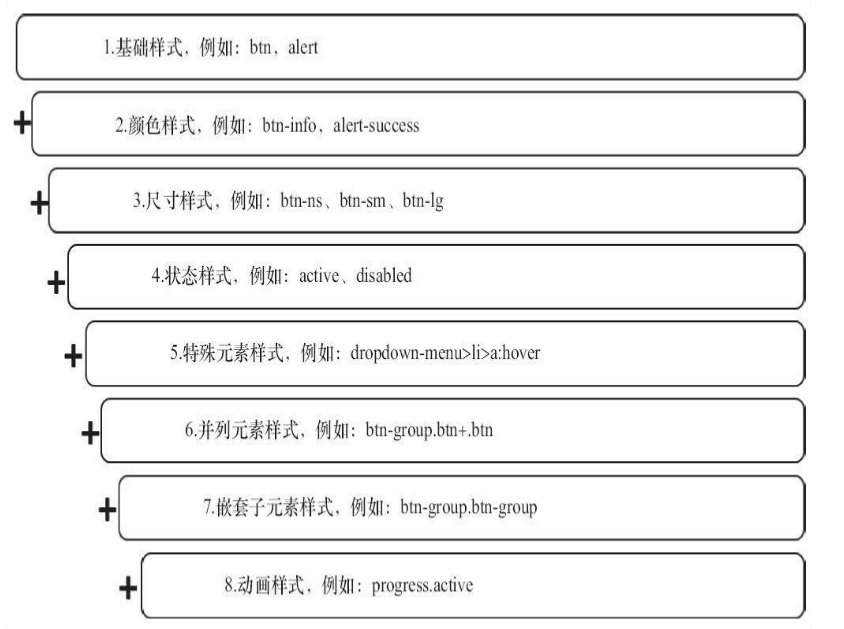 1.基础样式，例如：btn，alert
+
2.颜色样式，例如：btn-info，alert-success
+
3.尺寸样式，例如：btn-ns、btn-sm、btn-lg
+
4.状态样式，例如：active、disabled
+
5.特殊元素样式，例如：dropdown-menu>li>a:hover
+
6.并列元素样式，例如：btn-group.btn+.btn
+
7.嵌套子元素样式，例如：btn-group.btn-group
+
8.动画样式，例如：progress.active